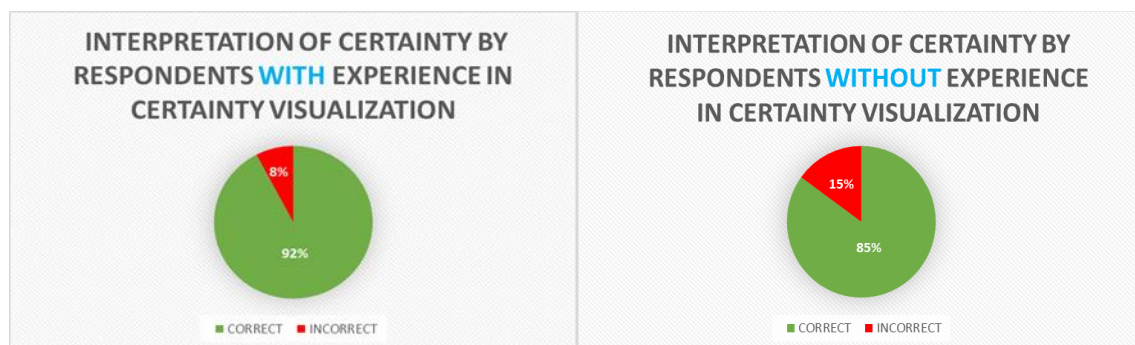 INTERPRETATION OF CERTAINTY BY
RESPONDENTS WITH EXPERIENCE IN
CERTAINTY VISUALIZATION
8%
92%
CORRECT INCORRECT
INTERPRETATION OF CERTAINTY BY
RESPONDENTS WITHOUT EXPERIENCE
IN CERTAINTY VISUALIZATION
15%
85%
CORRECT INCORRECT